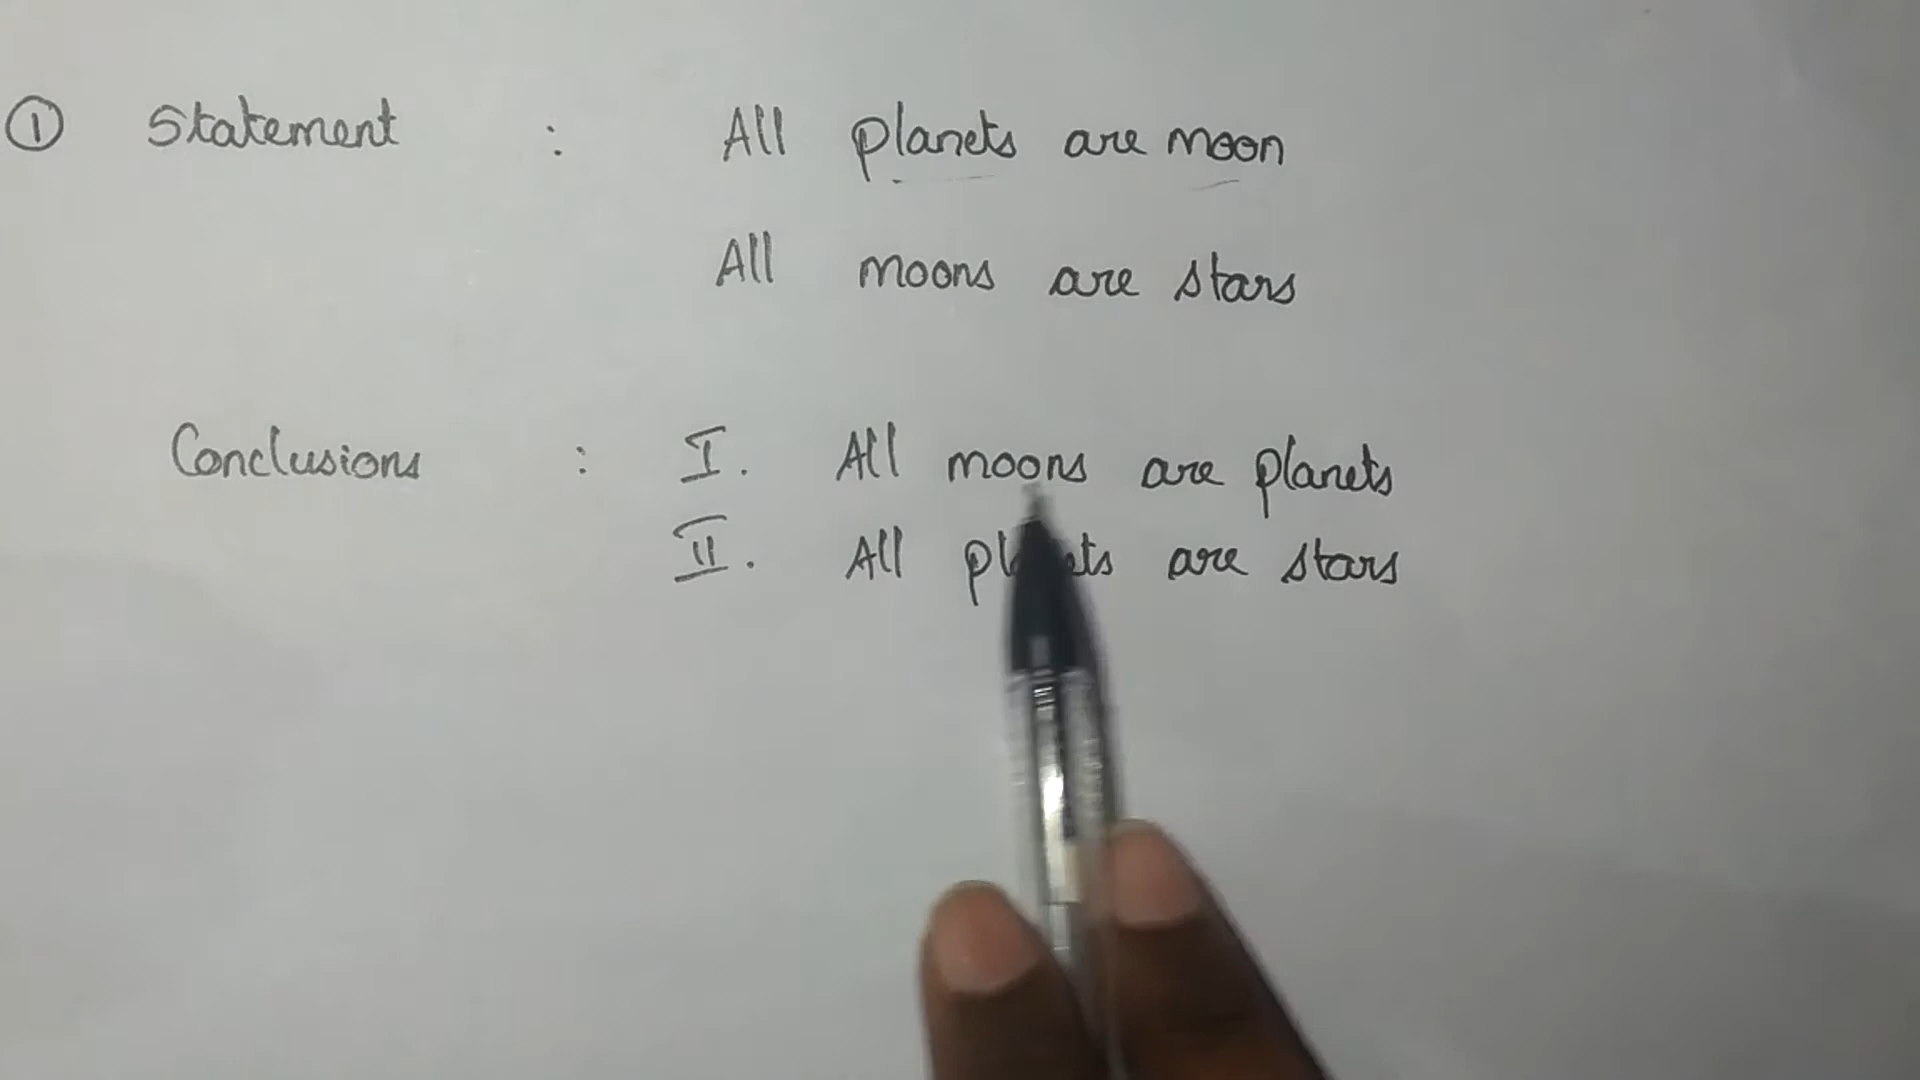 ① Statement : All planets are moon
All moons are stars
Conclusions : I. All moons are planets
II. All planets are stars